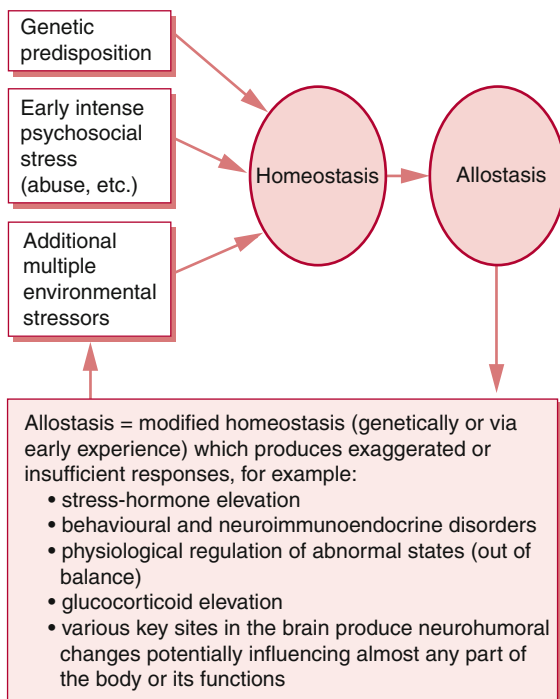 Genetic
predisposition
Early intense
psychosocial
stress
(abuse, etc.)
Additional
multiple
environmental
stressors
Homeostasis
Allostasis
Allostasis = modified homeostasis (genetically or via
early experience) which produces exaggerated or
insufficient responses, for example:
• stress-hormone elevation
• behavioural and neuroimmunoendocrine disorders
• physiological regulation of abnormal states (out of
balance)
• glucocorticoid elevation
• various key sites in the brain produce neurohumoral
changes potentially influencing almost any part of
the body or its functions